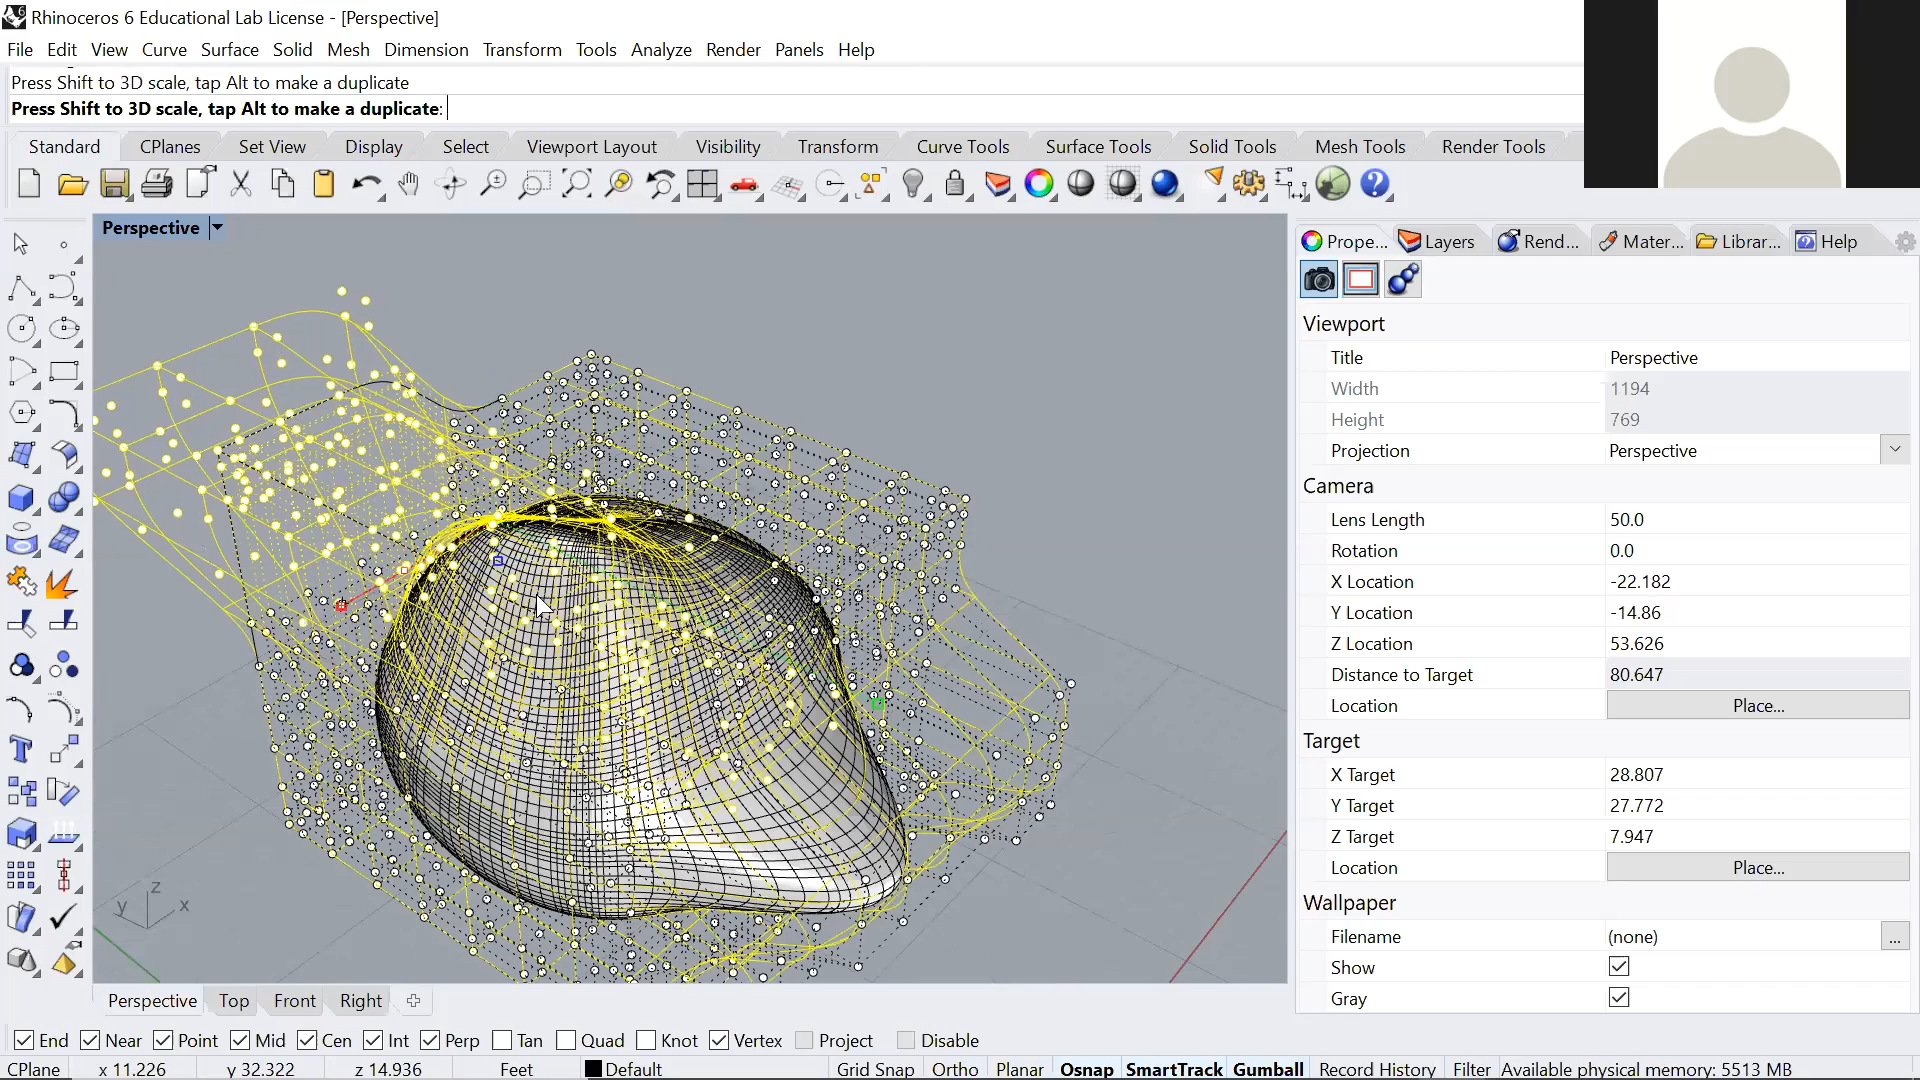 Rhinoceros 6 Educational Lab License - [Perspective]
File Edit View Curve Surface Solid Mesh Dimension Transform Tools Analyze Render Panels Help
Press Shift to 3D scale, tap Alt to make a duplicate
Press Shift to 3D scale, tap Alt to make a duplicate:
Standard CPlanes Set View Display Select Viewport Layout Visibility Transform Curve Tools Surface Tools Solid Tools Mesh Tools Render Tools
Perspective
Prope... Layers Rend... Mater... Librar... Help
Viewport
Title Perspective
Width 1194
Height 769
Projection Perspective
Camera
Lens Length 50.0
Rotation 0.0
X Location -22.182
Y Location -14.86
Z Location 53.626
Distance to Target 80.647
Location Place...
Target
X Target 28.807
Y Target 27.772
Z Target 7.947
Location Place...
Wallpaper
Filename (none) ...
Show
Gray
z
y x
Perspective Top Front Right
End Near Point Mid Cen Int Perp Tan Quad Knot Vertex Project Disable
CPlane x 11.226 y 32.322 z 14.936 Feet Default Grid Snap Ortho Planar Osnap SmartTrack Gumball Record History Filter Available physical memory: 5513 MB